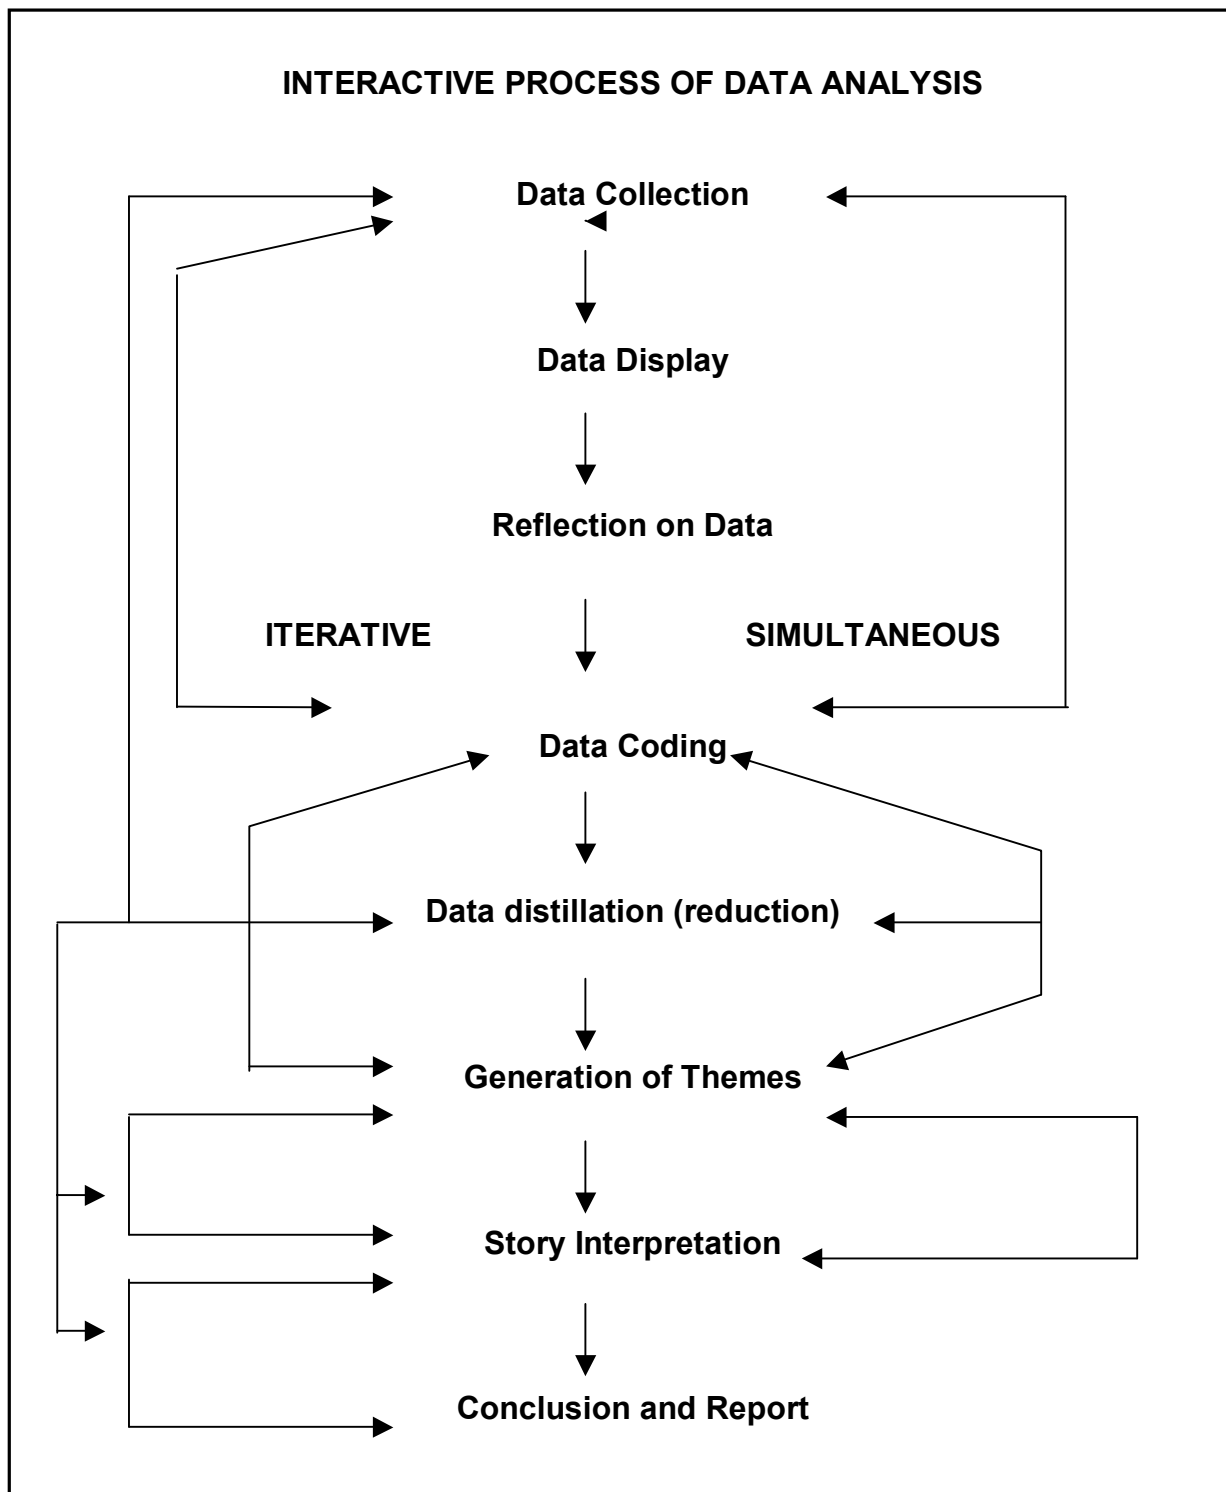 INTERACTIVE PROCESS OF DATA ANALYSIS
Data Collection
Data Display
Reflection on Data
ITERATIVE
SIMULTANEOUS
Data Coding
Data distillation (reduction)
Generation of Themes
Story Interpretation
Conclusion and Report